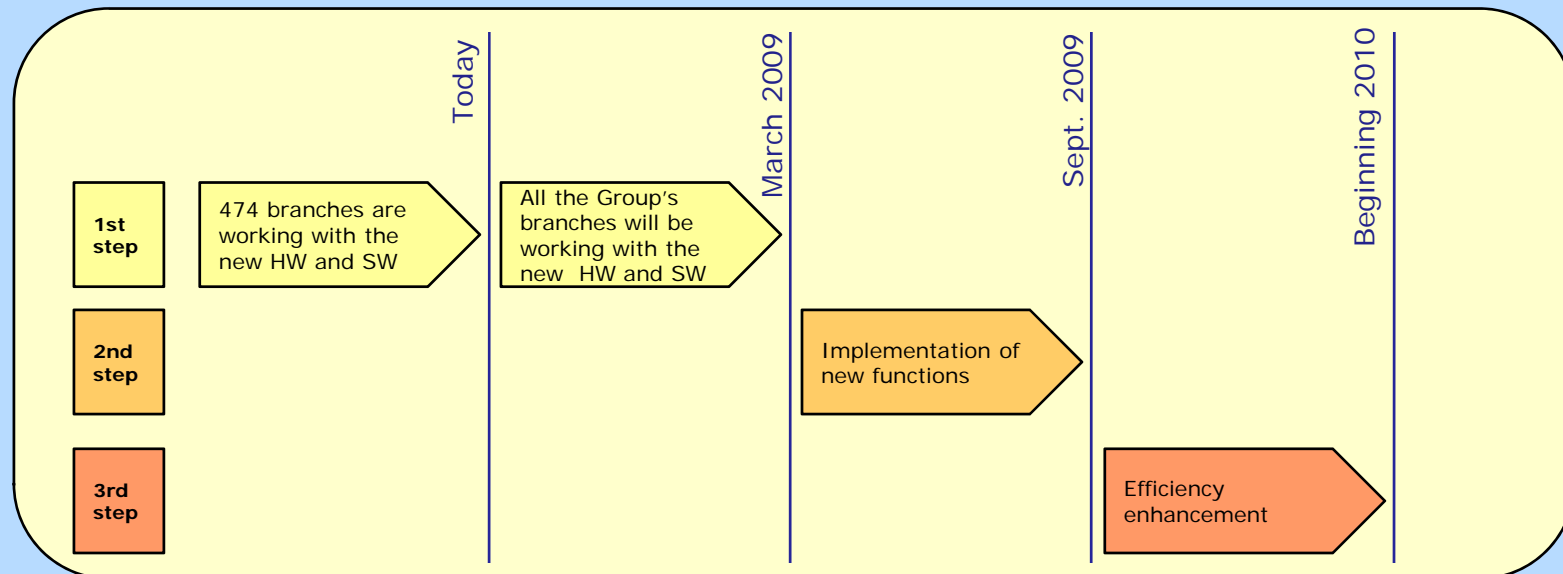 Today
March 2009
Sept. 2009
Beginning 2010
1st
step
474 branches are
working with the
new HW and SW
All the Group's
branches will be
working with the
new  HW and SW
2nd
step
Implementation of
new functions
3rd
step
Efficiency
enhancement